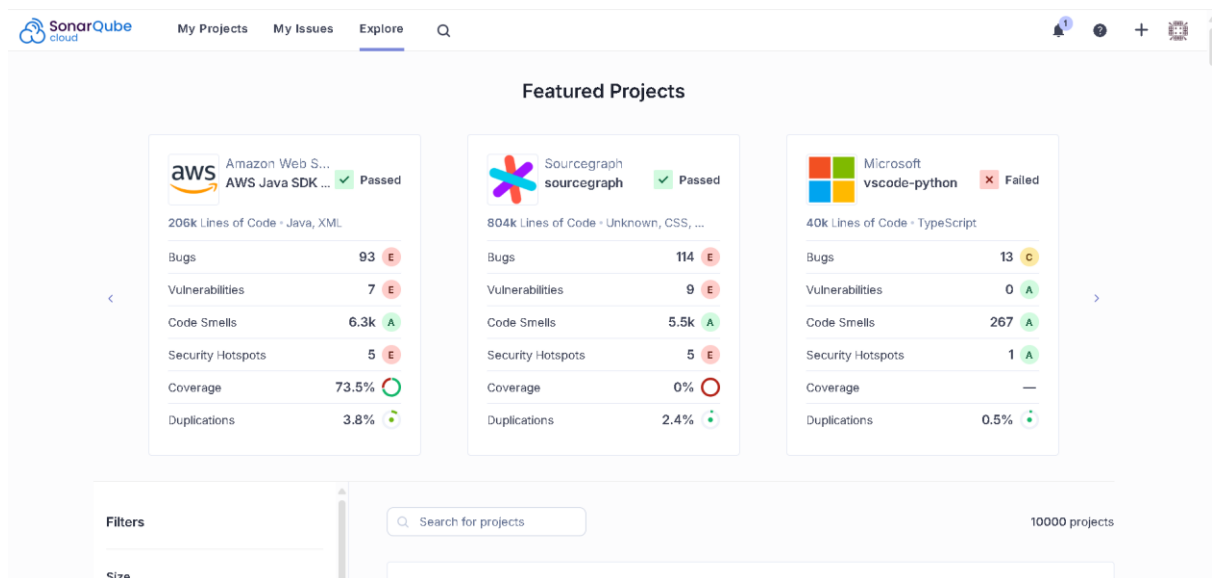 SonarQube cloud
My Projects My Issues Explore
1
Featured Projects
aws
Amazon Web S...
AWS Java SDK ... Passed
206k Lines of Code • Java, XML
Bugs 93 E
Vulnerabilities 7 E
Code Smells 6.3k A
Security Hotspots 5 E
Coverage 73.5%
Duplications 3.8%
Sourcegraph
sourcegraph Passed
804k Lines of Code • Unknown, CSS, ...
Bugs 114 E
Vulnerabilities 9 E
Code Smells 5.5k A
Security Hotspots 5 E
Coverage 0%
Duplications 2.4%
Microsoft
vscode-python Failed
40k Lines of Code • TypeScript
Bugs 13 C
Vulnerabilities 0 A
Code Smells 267 A
Security Hotspots 1 A
Coverage —
Duplications 0.5%
Filters
Size
Search for projects
10000 projects